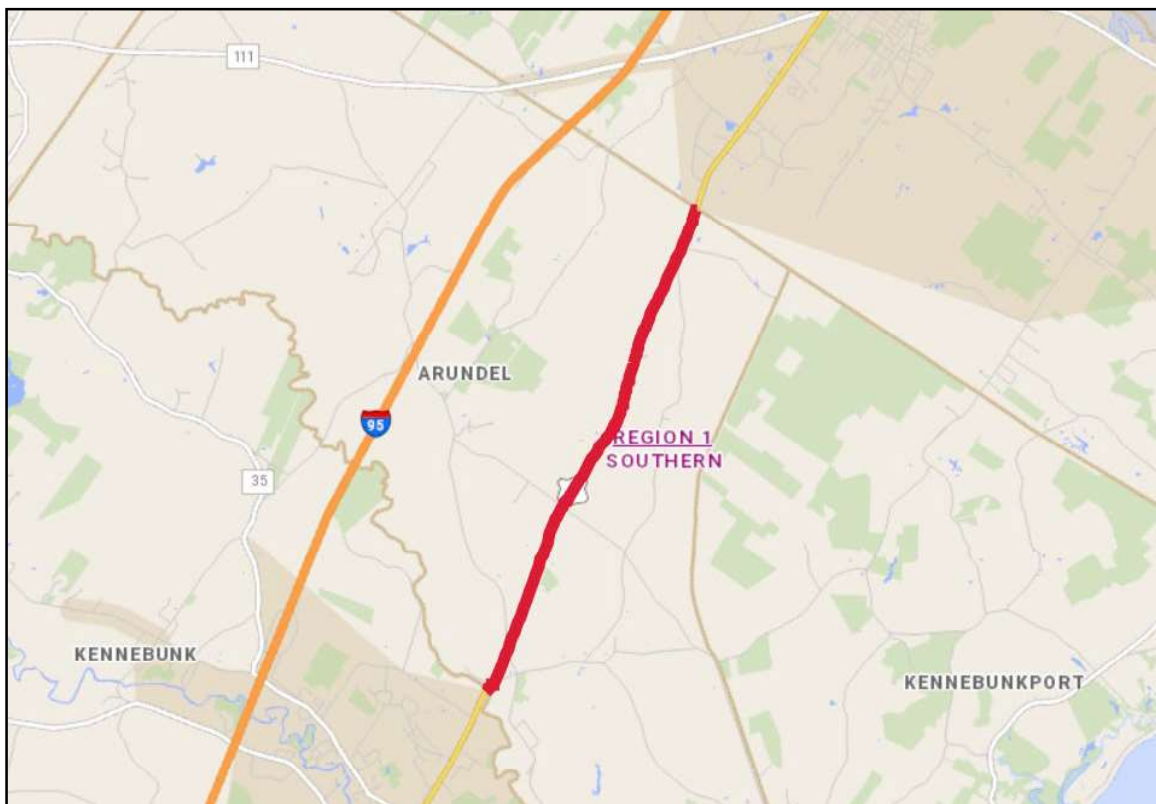 111
ARUNDEL
95
REGION 1
SOUTHERN
35
KENNEBUNK
KENNEBUNKPORT